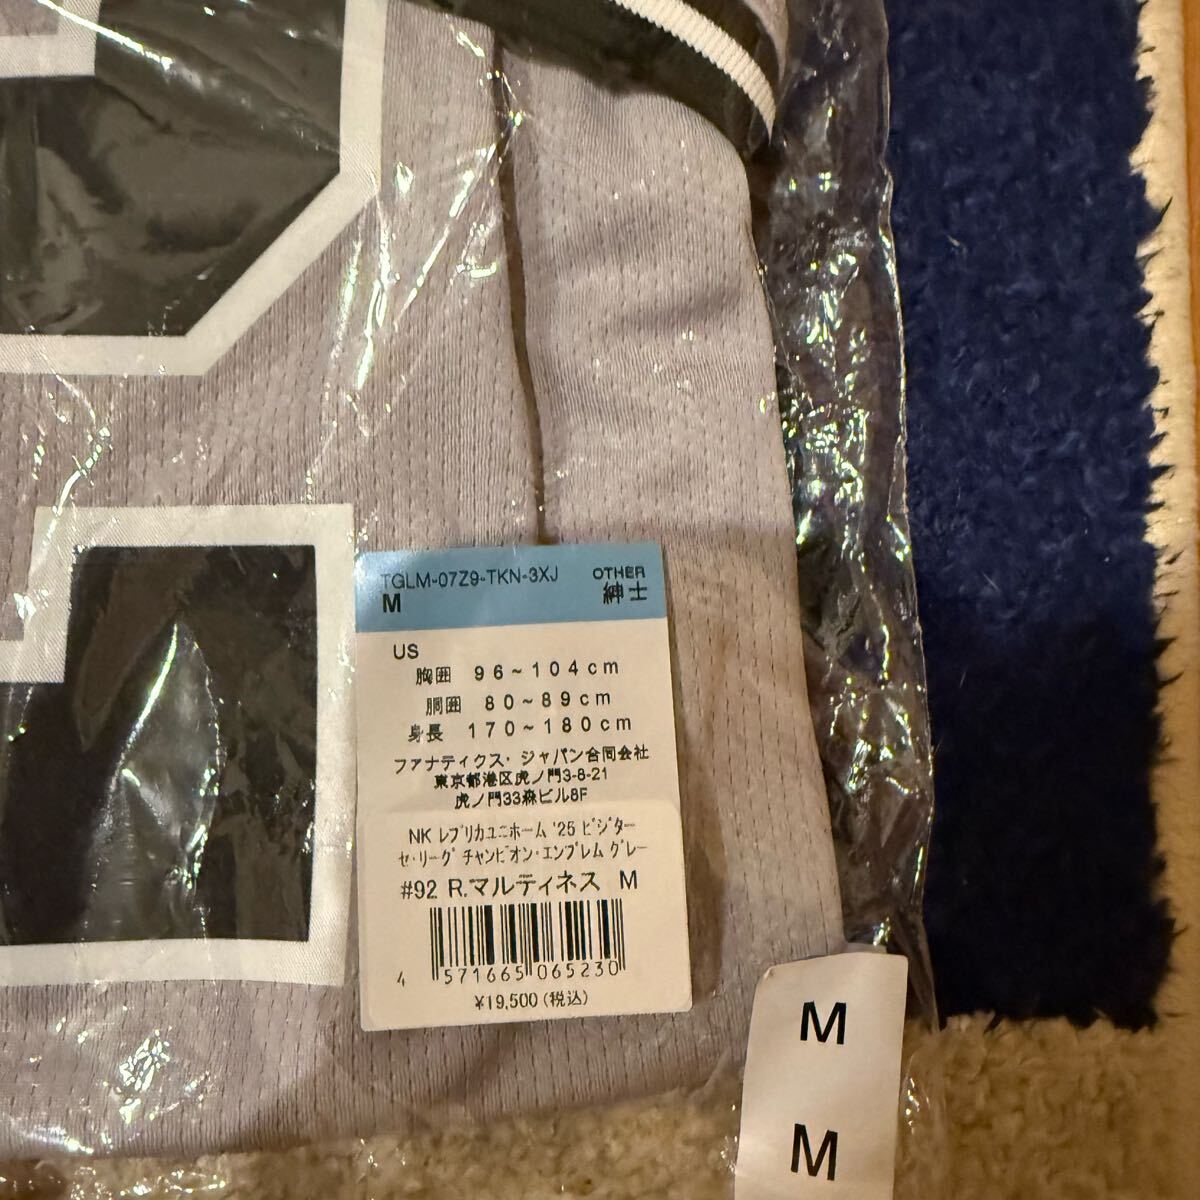 TGLM-07Z9-TKN-3XJ OTHER
M 紳士
US
胸囲 96~104cm
胴囲 80~89cm
身長 170~180cm
ファナティクス・ジャパン合同会社
東京都港区虎ノ門3-8-21
虎ノ門33森ビル8F
NK レプリカユニホーム '25 ビジター
セ・リーグ チャンピオン・エンブレム グレー
#92 R.マルティネス M
4 571665 065230
¥19,500(税込)
M
M